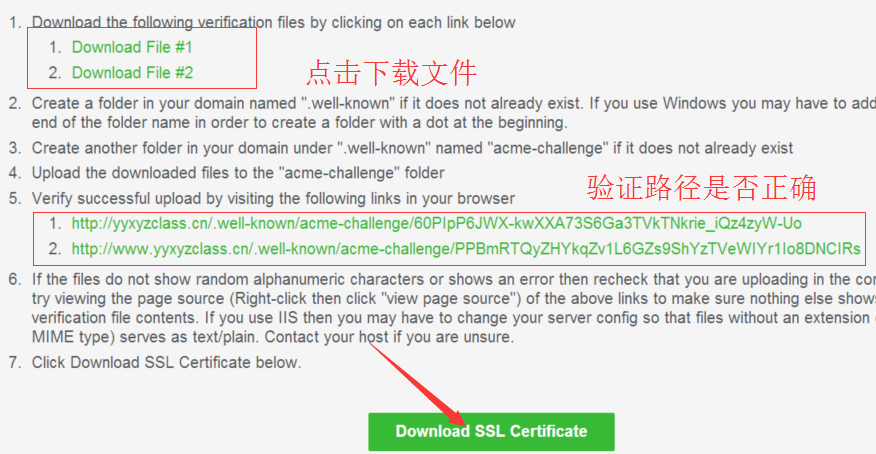 1. Download the following verification files by clicking on each link below
1. Download File #1
2. Download File #2
点击下载文件
2. Create a folder in your domain named ".well-known" if it does not already exist. If you use Windows you may have to add
end of the folder name in order to create a folder with a dot at the beginning.
3. Create another folder in your domain under ".well-known" named "acme-challenge" if it does not already exist
4. Upload the downloaded files to the "acme-challenge" folder
5. Verify successful upload by visiting the following links in your browser
验证路径是否正确
1. http://yyxyzclass.cn/.well-known/acme-challenge/60PIpP6JWX-kwXXA73S6Ga3TVkTNkrie_iQz4zyW-Uo
2. http://www.yyxyzclass.cn/.well-known/acme-challenge/PPBmRTQyZHYkqZv1L6GZs9ShYzTVeWIYr1Io8DNCIRs
6. If the files do not show random alphanumeric characters or shows an error then recheck that you are uploading in the
try viewing the page source (Right-click then click "view page source") of the above links to make sure nothing else
verification file contents. If you use IIS then you may have to change your server config so that files without an extension
MIME type) serves as text/plain. Contact your host if you are unsure.
7. Click Download SSL Certificate below.
Download SSL Certificate